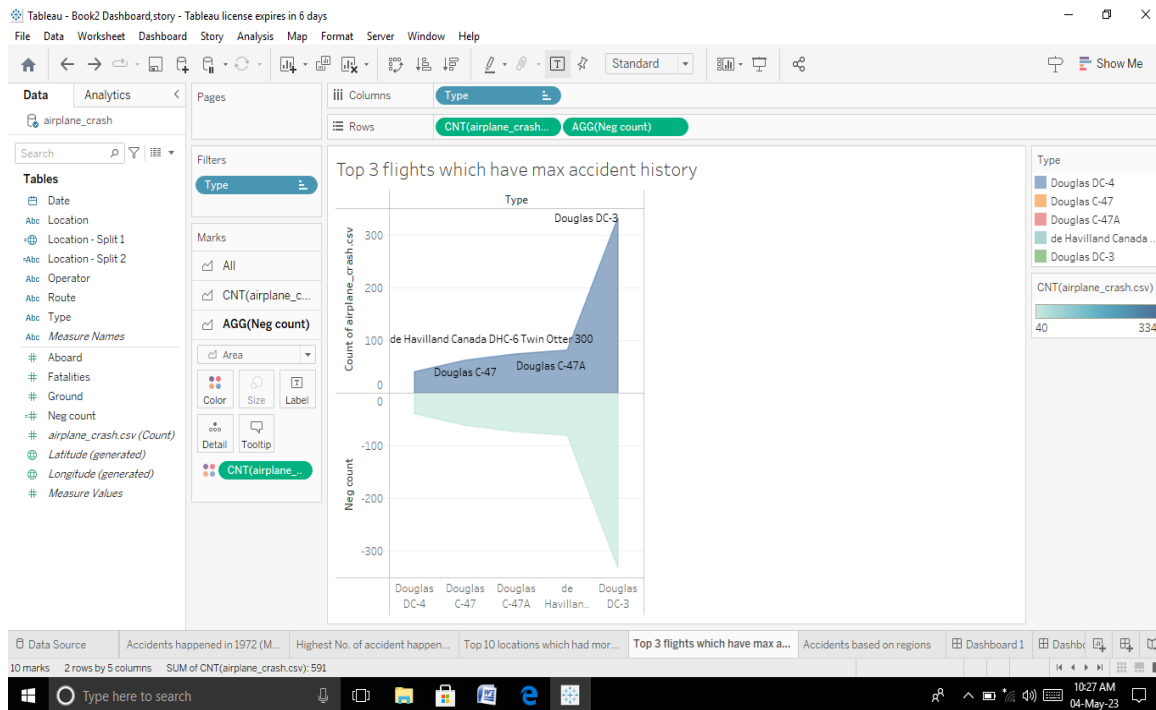 Tableau - Book2 Dashboard,story - Tableau license expires in 6 days
File Data Worksheet Dashboard Story Analysis Map Format Server Window Help
Standard
Show Me
Data
Analytics
airplane_crash
Search
Tables
Date
Abc Location
Location - Split 1
=Abc Location - Split 2
Abc Operator
Abc Route
Abc Type
Abc Measure Names
# Aboard
# Fatalities
# Ground
=# Neg count
# airplane_crash.csv (Count)
Latitude (generated)
Longitude (generated)
# Measure Values
Pages
Filters
Type
Marks
All
CNT(airplane_c...
AGG(Neg count)
Area
Color
Size
Label
Detail
Tooltip
CNT(airplane_..
Columns
Type
Rows
CNT(airplane_crash...
AGG(Neg count)
Top 3 flights which have max accident history
Type
Count of airplane_crash.csv
300
200
100
0
Douglas DC-3
de Havilland Canada DHC-6 Twin Otter 300
Douglas C-47
Douglas C-47A
Neg count
0
-100
-200
-300
Douglas DC-4
Douglas C-47
Douglas C-47A
de Havillan..
Douglas DC-3
Type
Douglas DC-4
Douglas C-47
Douglas C-47A
de Havilland Canada ..
Douglas DC-3
CNT(airplane_crash.csv)
40
334
Data Source
Accidents happened in 1972 (M...
Highest No. of accident happen...
Top 10 locations which had mor...
Top 3 flights which have max a...
Accidents based on regions
Dashboard 1
Dashb
10 marks 2 rows by 5 columns SUM of CNT(airplane_crash.csv): 591
Type here to search
10:27 AM
04-May-23